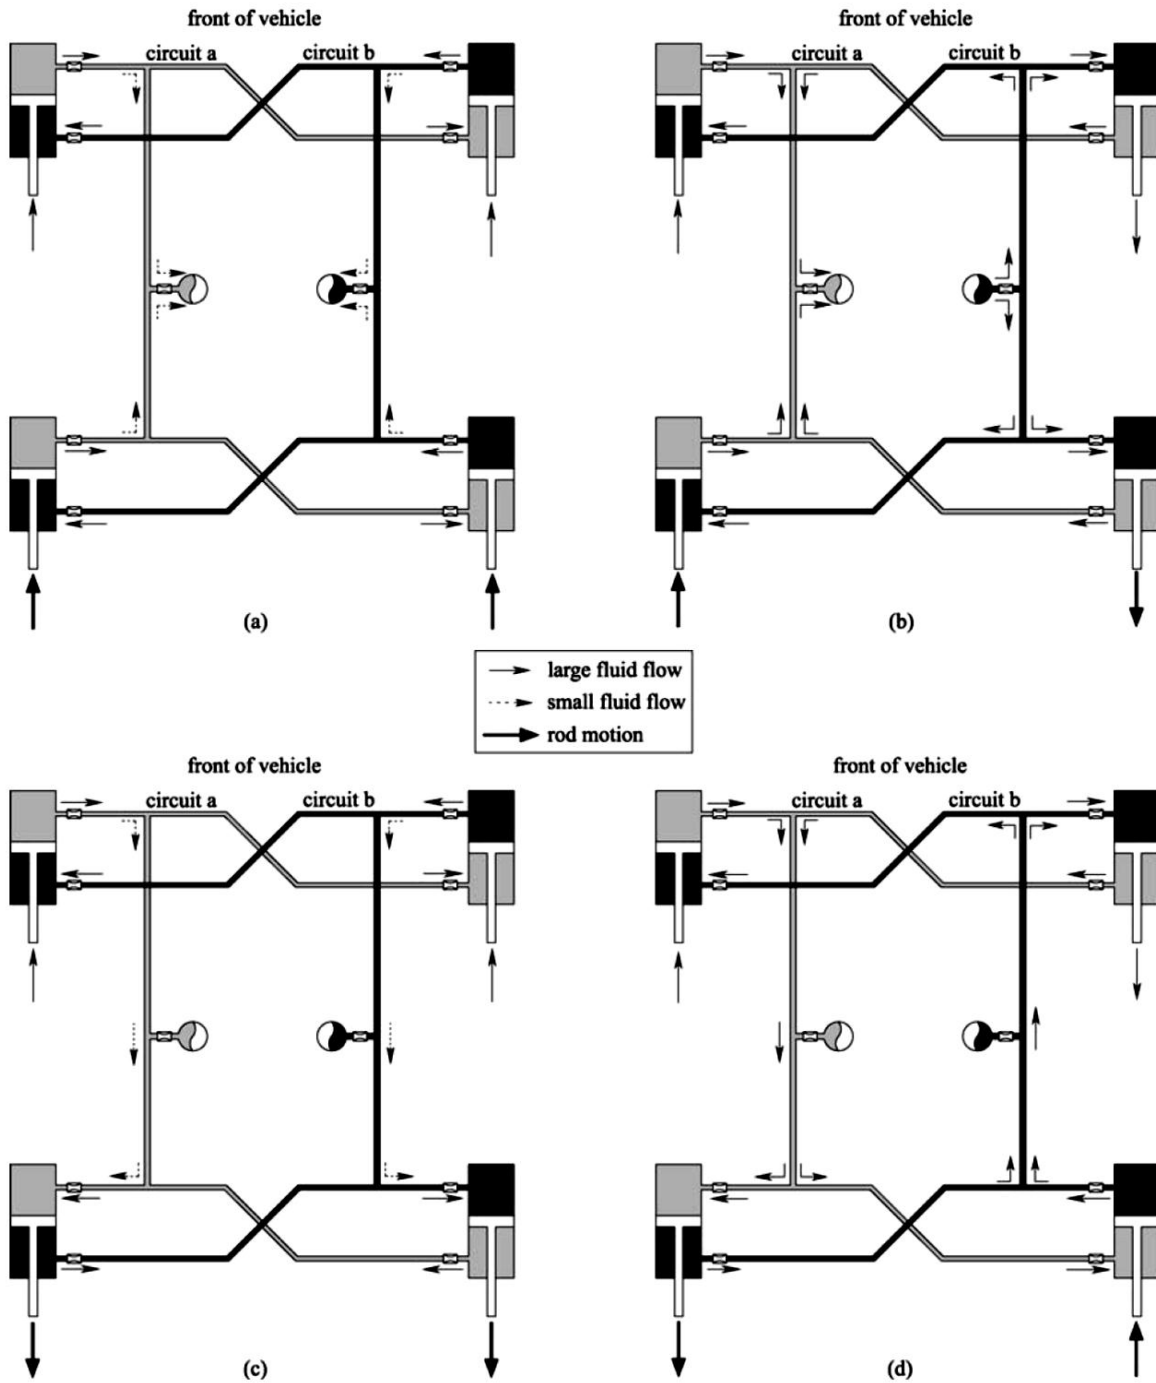 front of vehicle
circuit a
circuit b
(a)
front of vehicle
circuit a
circuit b
(b)
large fluid flow
small fluid flow
rod motion
front of vehicle
circuit a
circuit b
(c)
front of vehicle
circuit a
circuit b
(d)